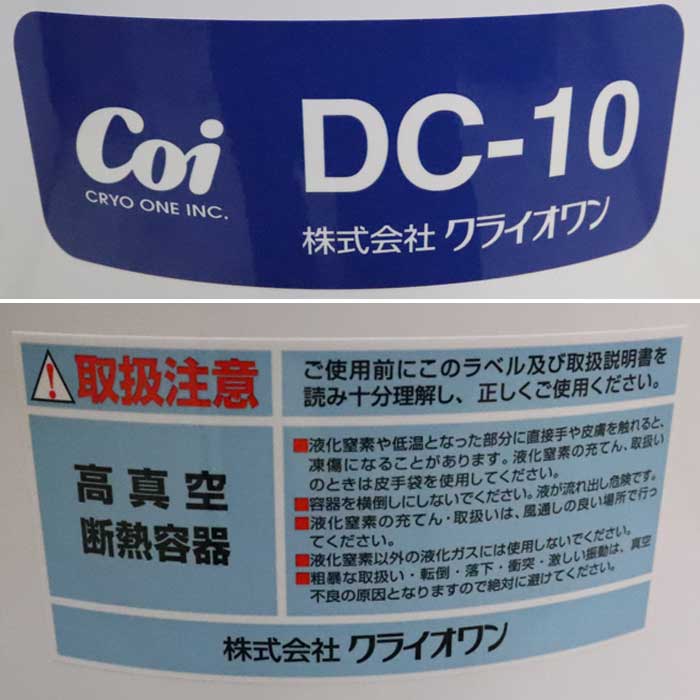 Coi
CRYO ONE INC.
DC-10
株式会社 クライオワン
取扱注意
ご使用前にこのラベル及び取扱説明書を
読み十分理解し、正しくご使用ください。
高真空
断熱容器
■液化窒素や低温となった部分に直接手や皮膚を触れると、
凍傷になることがあります。液化窒素の充てん、取扱い
のときは皮手袋を使用してください。
■容器を横倒しにしないでください。液が流れ出し危険です。
■液化窒素の充てん・取扱いは、風通しの良い場所で行っ
てください。
■液化窒素以外の液化ガスには使用しないでください。
■粗暴な取扱い・転倒・落下・衝突・激しい振動は、真空
不良の原因となりますので絶対に避けてください。
株式会社 クライオワン